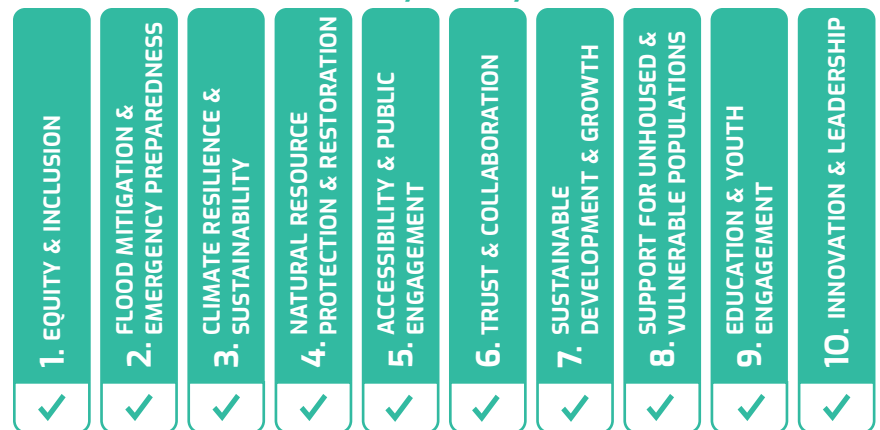 1. EQUITY & INCLUSION
2. FLOOD MITIGATION &
EMERGENCY PREPAREDNESS
3. CLIMATE RESILIENCE &
SUSTAINABILITY
4. NATURAL RESOURCE
PROTECTION & RESTORATION
5. ACCESSIBILITY & PUBLIC
ENGAGEMENT
6. TRUST & COLLABORATION
7. SUSTAINABLE
DEVELOPMENT & GROWTH
8. SUPPORT FOR UNHOUSED &
VULNERABLE POPULATIONS
9. EDUCATION & YOUTH
ENGAGEMENT
10. INNOVATION & LEADERSHIP